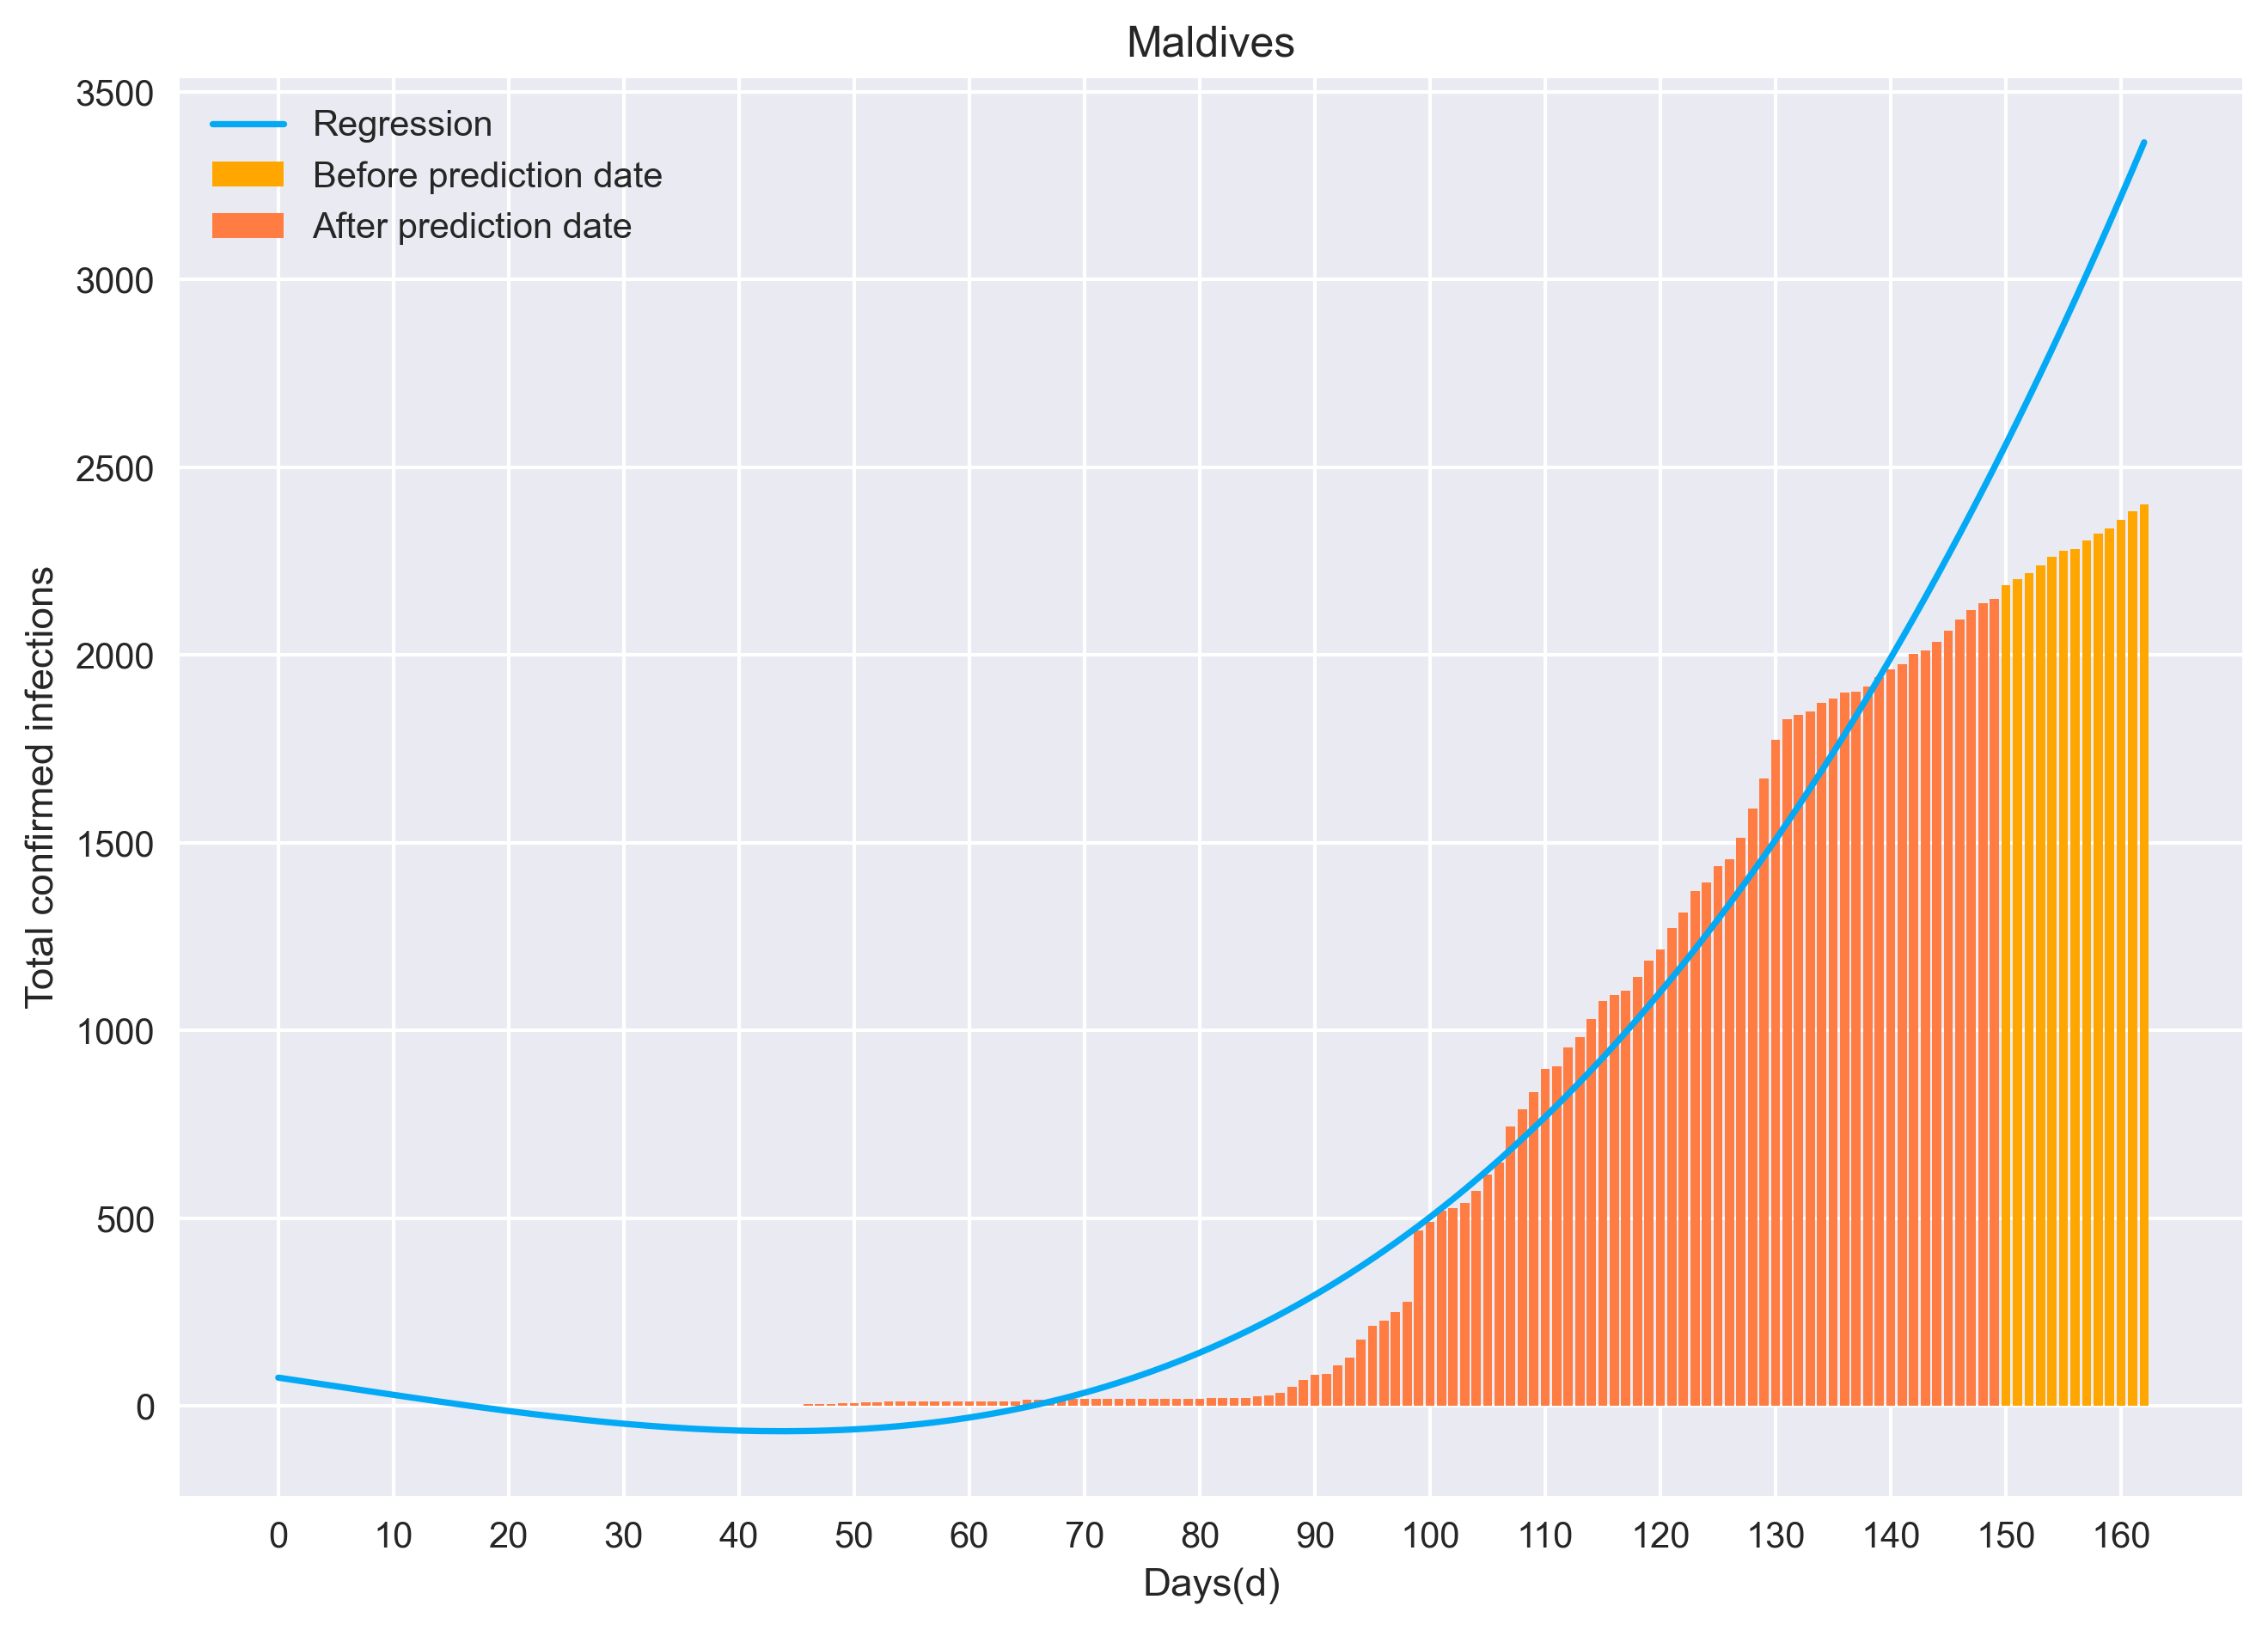 Maldives
3500
3000
2500
2000
1500
1000
500
0
Total confirmed infections
Regression
Before prediction date
After prediction date
0 10 20 30 40 50 60 70 80 90 100 110 120 130 140 150 160
Days(d)